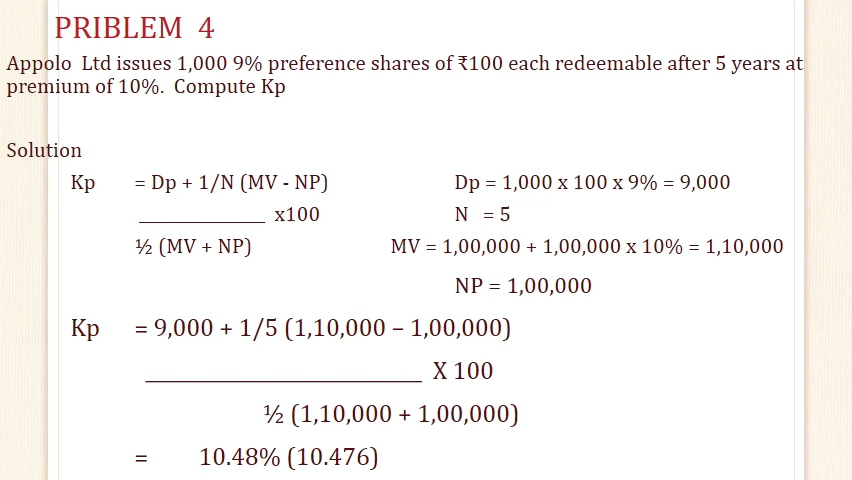 PRIBLEM 4
Appolo Ltd issues 1,000 9% preference shares of ₹100 each redeemable after 5 years at
premium of 10%. Compute Kp
Solution
Kp = Dp + 1/N (MV - NP) Dp = 1,000 x 100 x 9% = 9,000
______________ x100 N = 5
½ (MV + NP) MV = 1,00,000 + 1,00,000 x 10% = 1,10,000
NP = 1,00,000
Kp = 9,000 + 1/5 (1,10,000 – 1,00,000)
_________________________ X 100
½ (1,10,000 + 1,00,000)
= 10.48% (10.476)